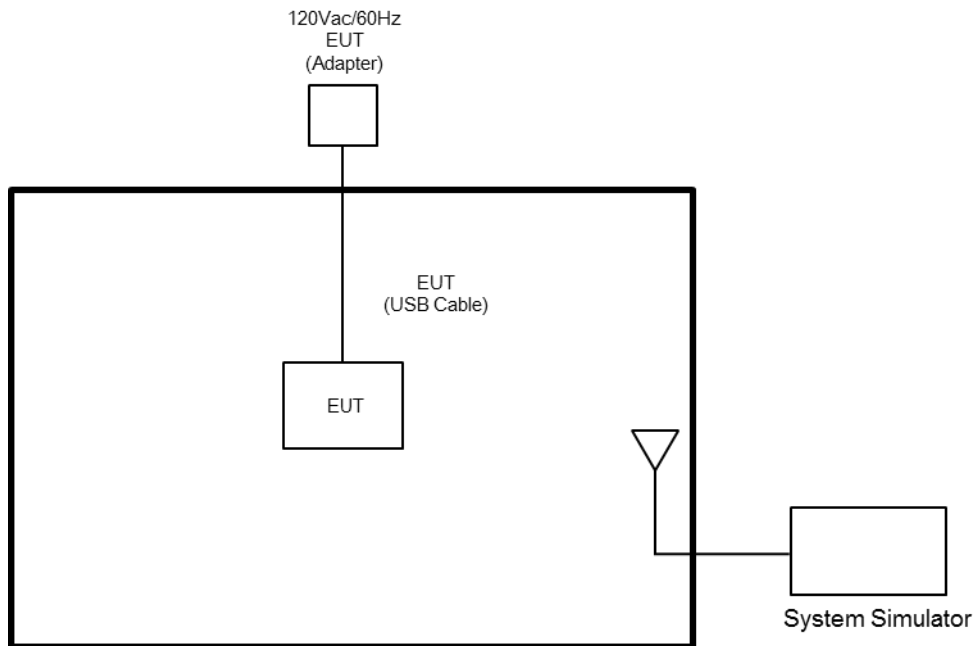 120Vac/60Hz
EUT
(Adapter)
EUT
(USB Cable)
EUT
System Simulator